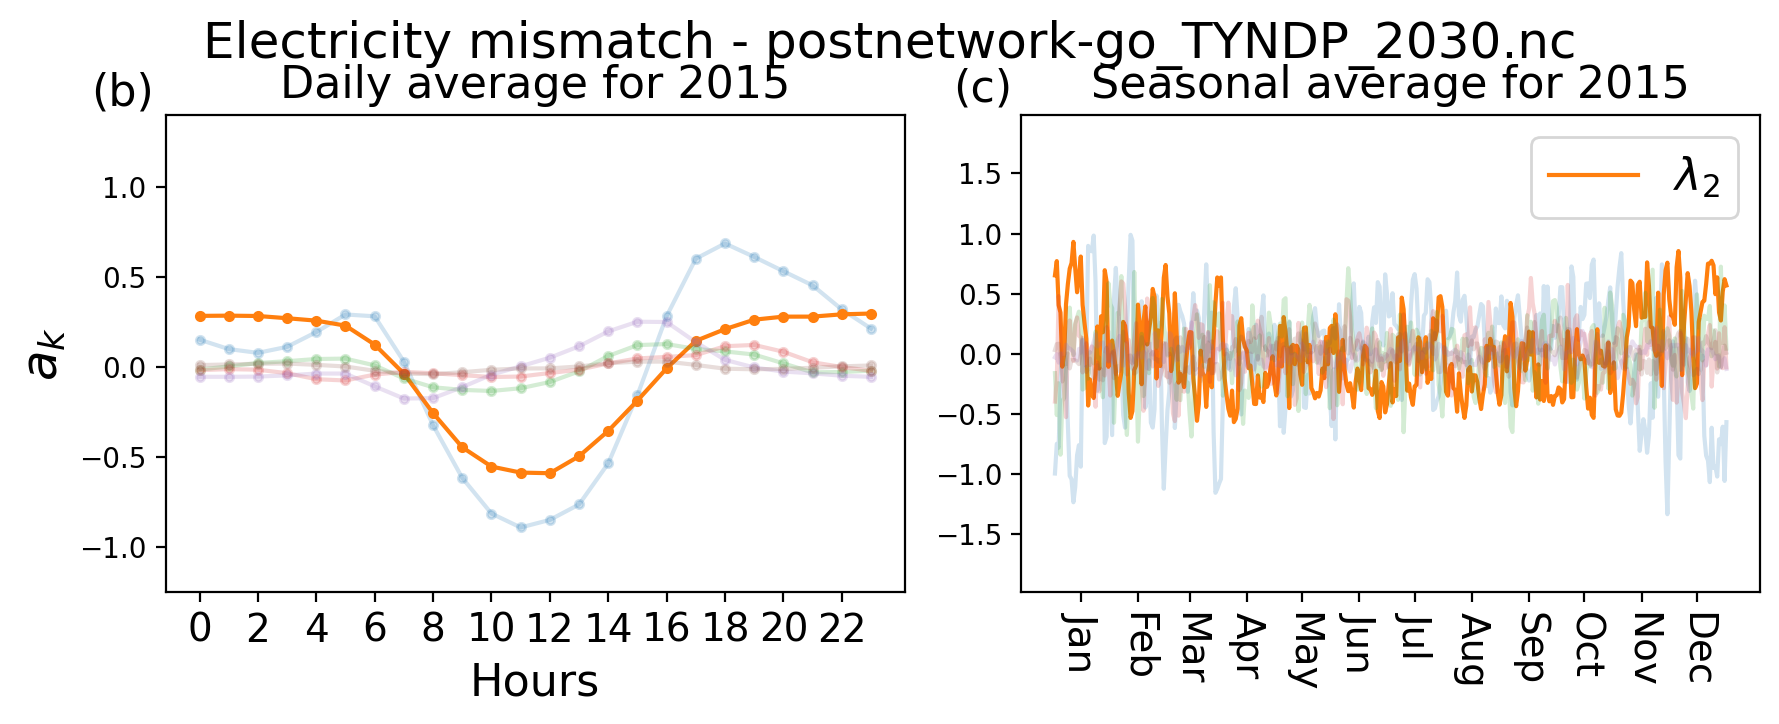 Electricity mismatch - postnetwork-go_TYNDP_2030.nc
(b)
Daily average for 2015
1.0
0.5
0.0
−0.5
−1.0
a_k
0 2 4 6 8 10 12 14 16 18 20 22
Hours
(c)
Seasonal average for 2015
λ_2
1.5
1.0
0.5
0.0
−0.5
−1.0
−1.5
Jan Feb Mar Apr May Jun Jul Aug Sep Oct Nov Dec